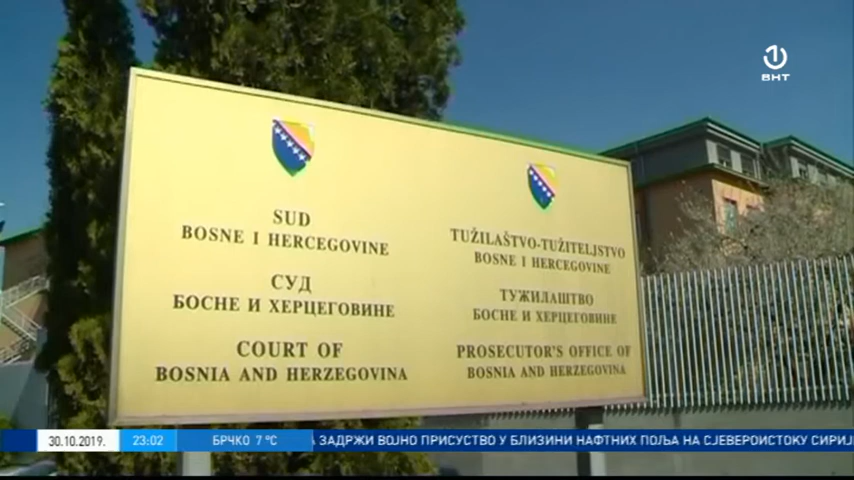 1
BHT
SUD
BOSNE I HERCEGOVINE
СУД
БОСНЕ И ХЕРЦЕГОВИНЕ
COURT OF
BOSNIA AND HERZEGOVINA
TUŽILAŠTVO-TUŽITELJSTVO
BOSNE I HERCEGOVINE
ТУЖИЛАШТВО
БОСНЕ И ХЕРЦЕГОВИНЕ
PROSECUTOR'S OFFICE OF
BOSNIA AND HERZEGOVINA
30.10.2019. 23:02 БРЧКО 7 °C А ЗАДРЖИ ВОЈНО ПРИСУСТВО У БЛИЗИНИ НАФТНИХ ПОЉА НА СЈЕВЕРОИСТОКУ СИРИЈ